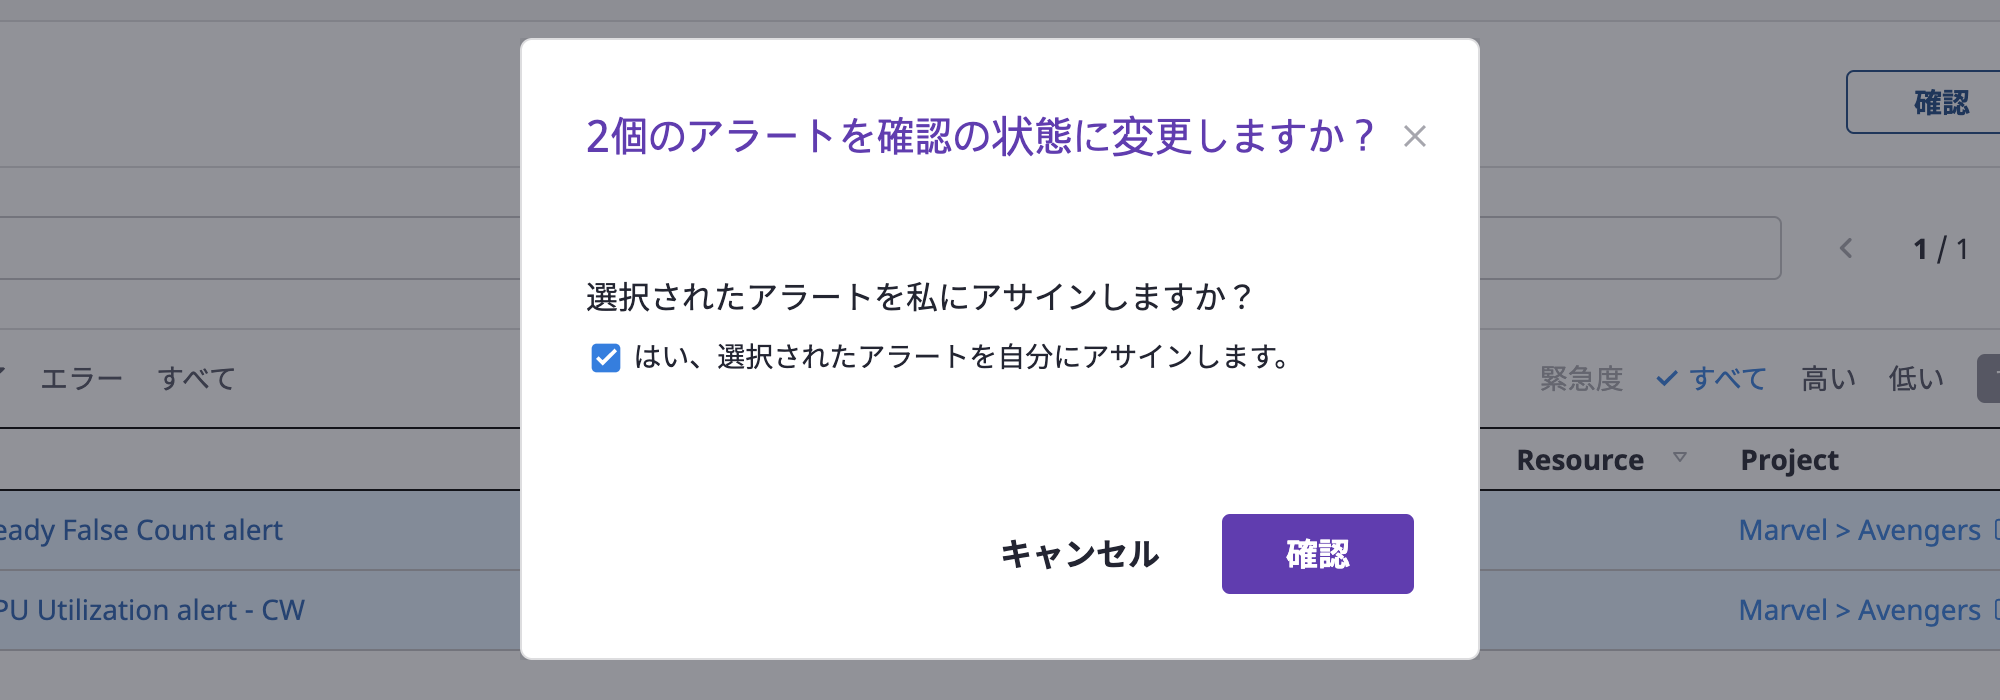 確認
2個のアラートを確認の状態に変更しますか？
1 / 1
選択されたアラートを私にアサインしますか？
はい、選択されたアラートを自分にアサインします。
エラー すべて
緊急度 すべて 高い 低い
Resource Project
False Count alert
Marvel > Avengers
キャンセル 確認
Utilization alert - CW
Marvel > Avengers